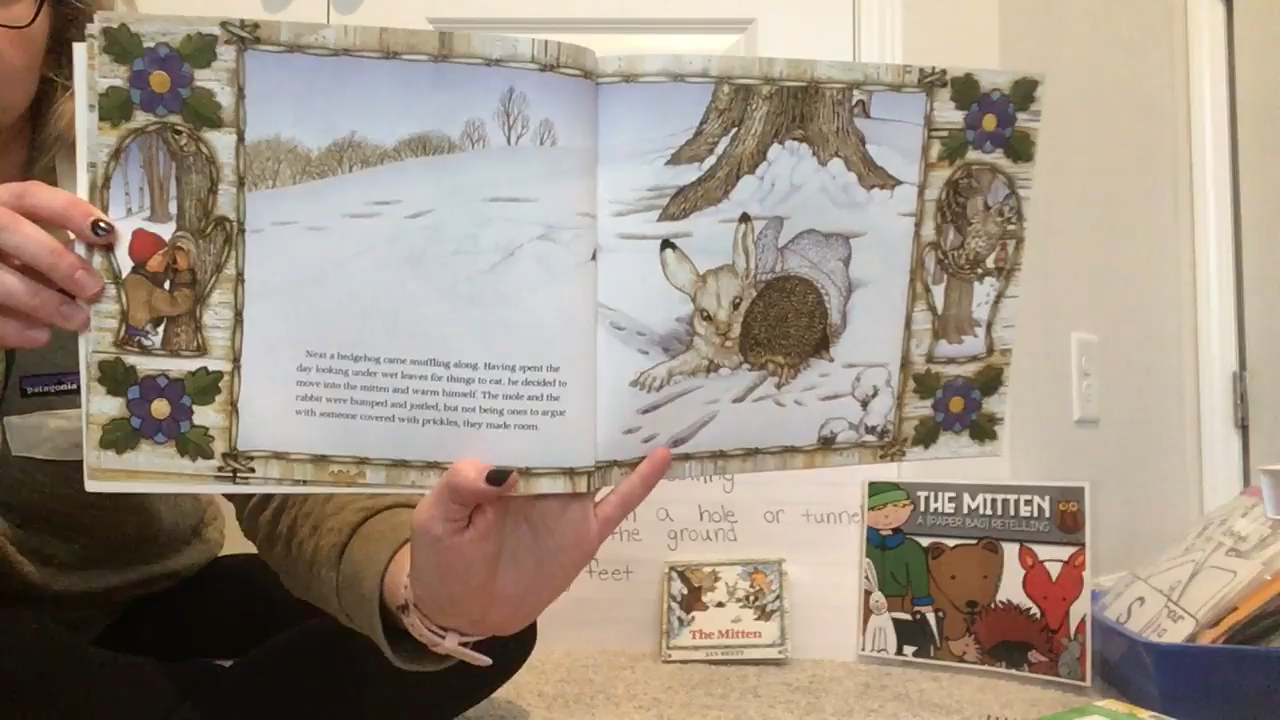 Next a hedgehog came snuffling along. Having spent the
day looking under wet leaves for things to eat, he decided to
move into the mitten and warm himself. The mole and the
rabbit were bumped and jostled, but not being ones to argue
with someone covered with prickles, they made room.
patagonia
a hole or tunnel
the ground
feet
The Mitten
JAN BRETT
THE MITTEN
A {PAPER BAG} RETELLING
S